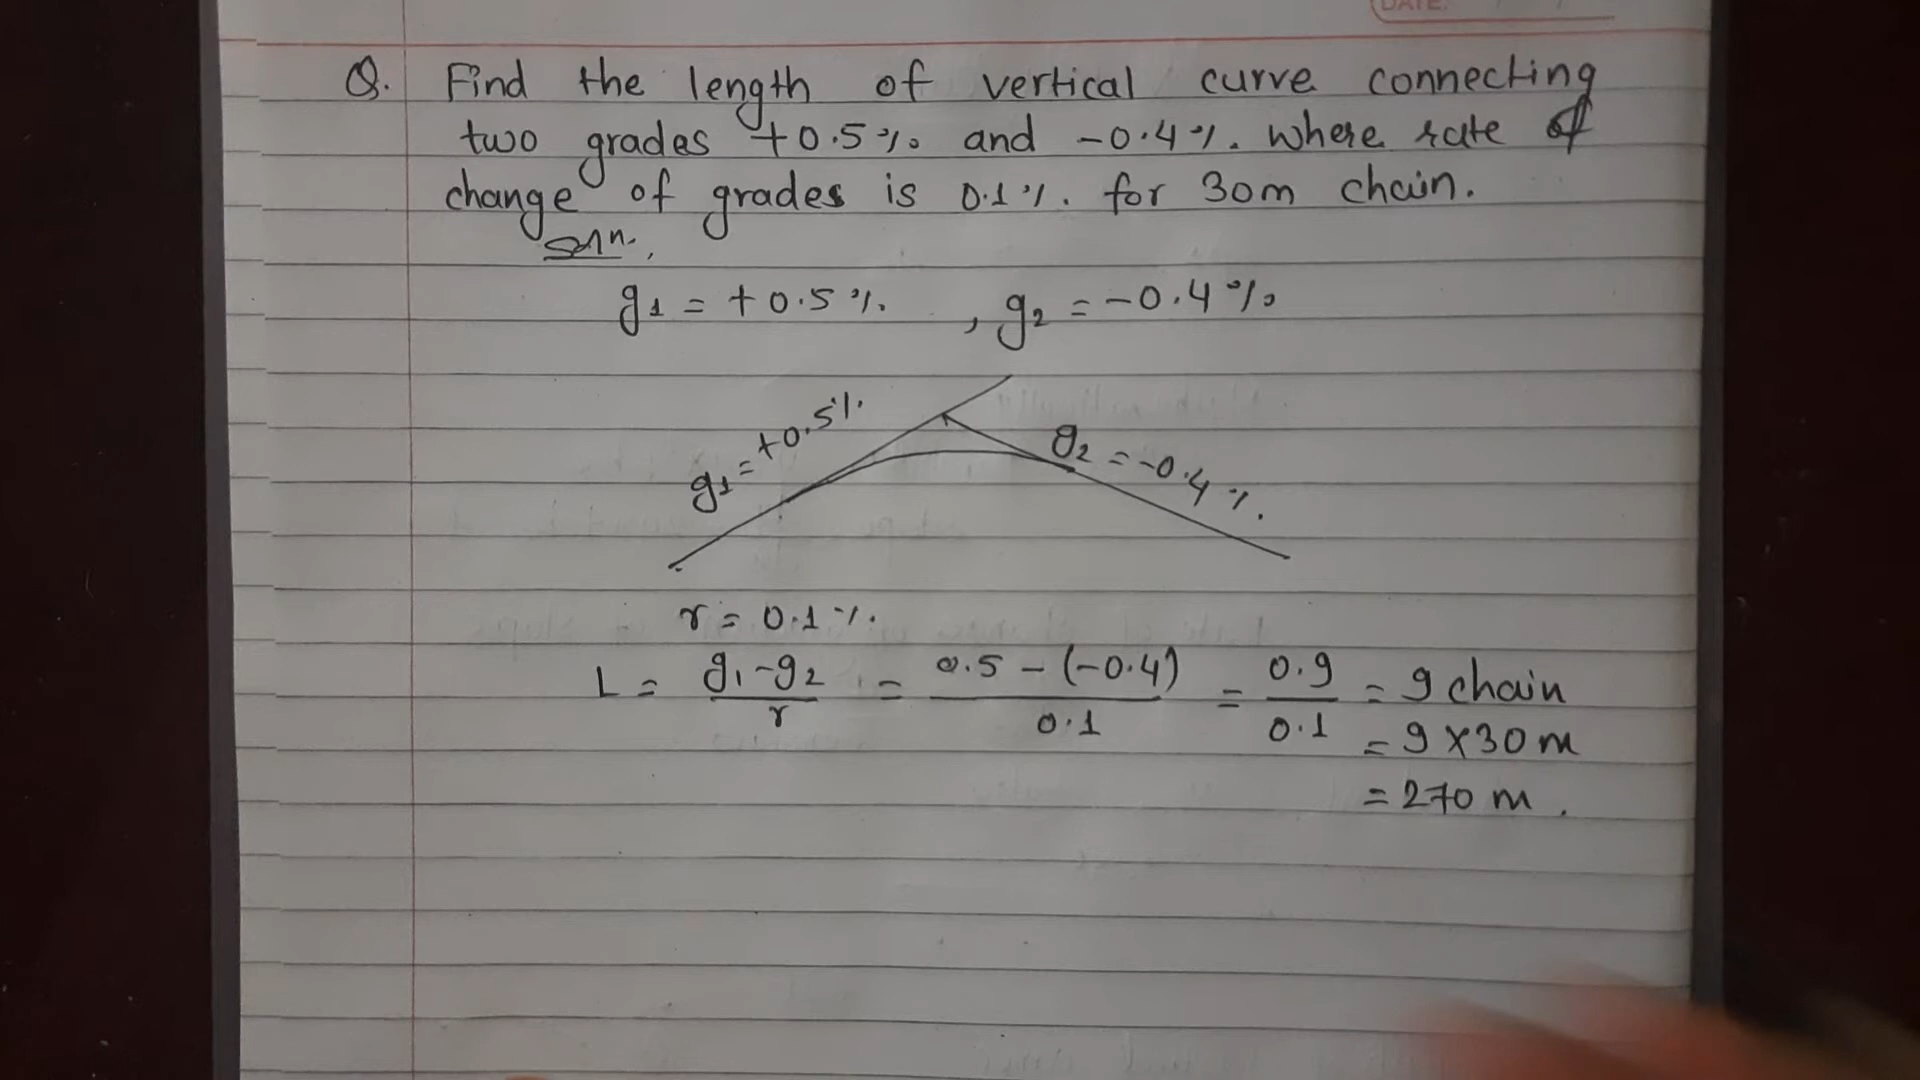 DATE:
Q. Find the length of vertical curve connecting
two grades +0.5% and -0.4%. Where rate of
change of grades is 0.1%. for 30m chain.
Soln.,
g1 = +0.5%. , g2 = -0.4%
g1 = +0.5%.
g2 = -0.4%.
r = 0.1%.
L = g1-g2/r = 0.5-(-0.4)/0.1 = 0.9/0.1 = 9 chain
= 9 x 30 m
= 270 m.